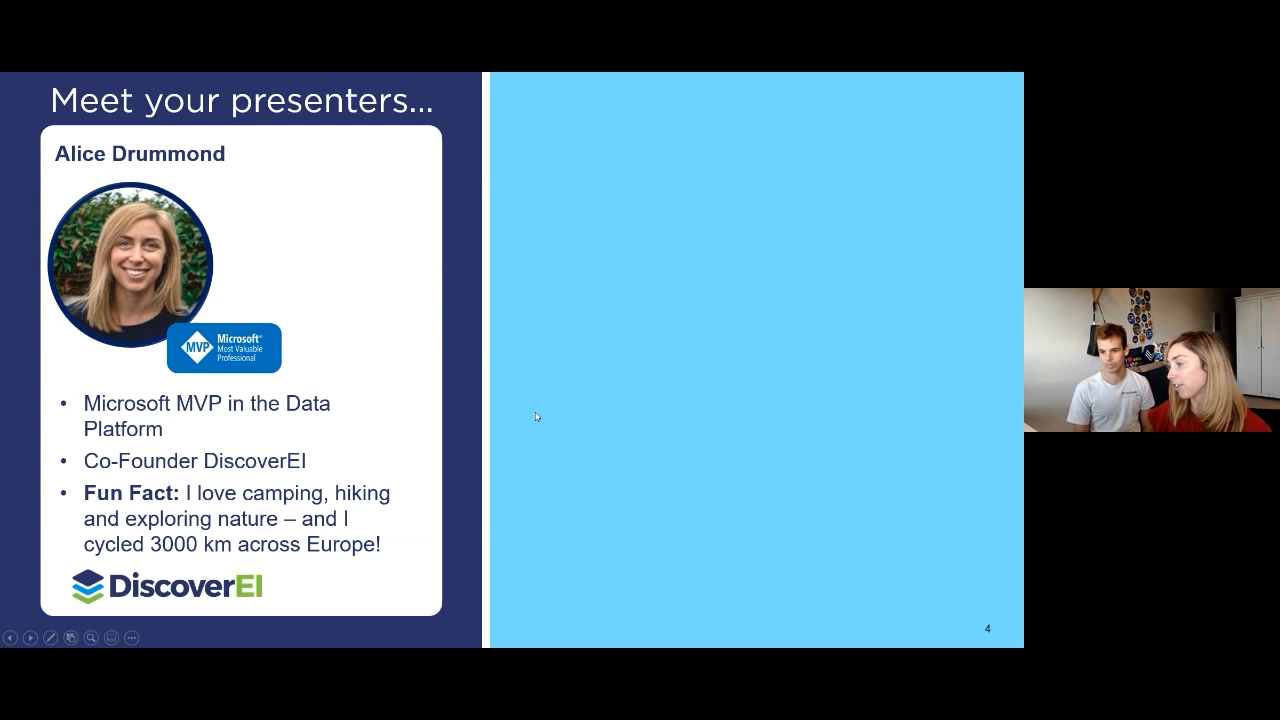 Meet your presenters...
Alice Drummond
MVP
Microsoft®
Most Valuable
Professional
• Microsoft MVP in the Data
Platform
• Co-Founder DiscoverEI
• Fun Fact: I love camping, hiking
and exploring nature – and I
cycled 3000 km across Europe!
DiscoverEI
4